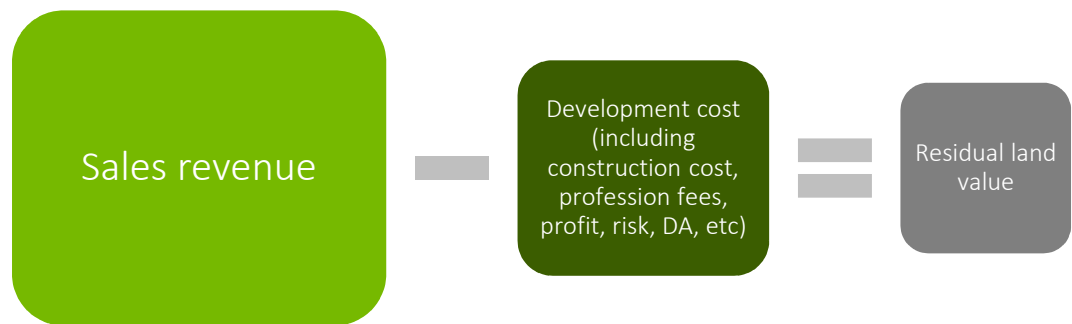 Sales revenue
Development cost
(including
construction cost,
profession fees,
profit, risk, DA, etc)
Residual land
value